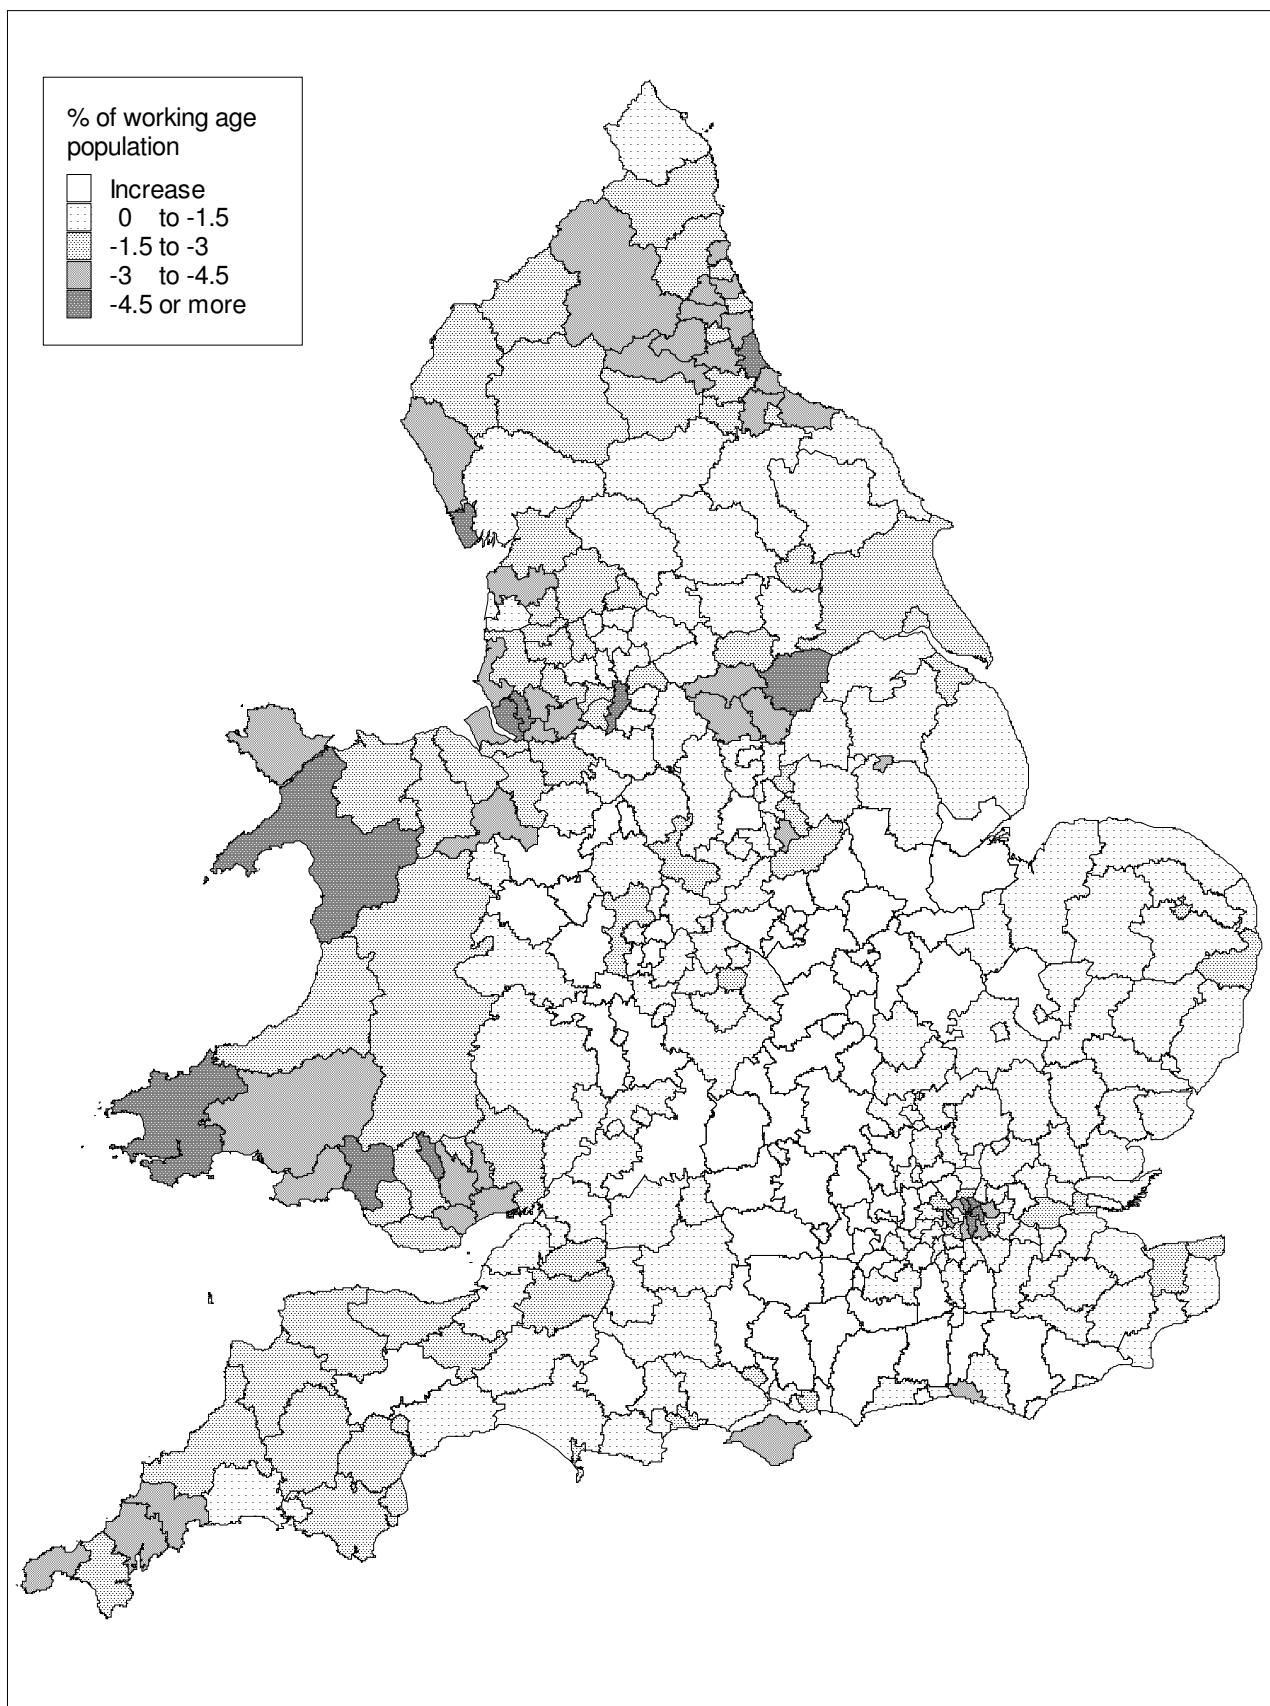 % of working age
population
Increase
0 to -1.5
-1.5 to -3
-3 to -4.5
-4.5 or more